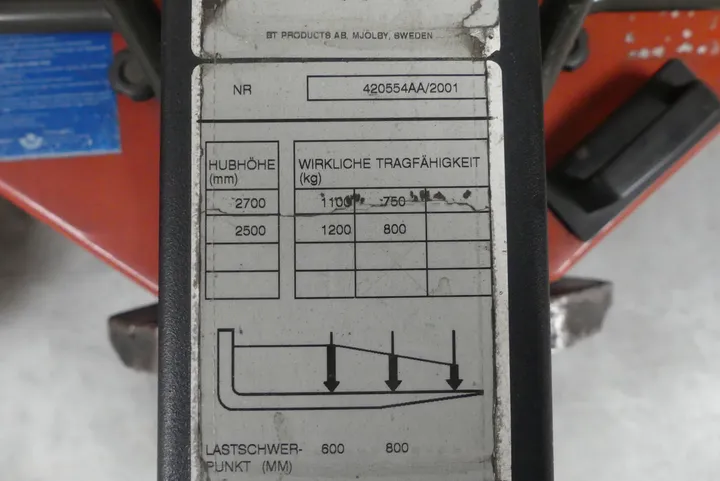 BT PRODUCTS AB, MJÖLBY, SWEDEN
NR 420554AA/2001
HUBHÖHE WIRKLICHE TRAGFÄHIGKEIT
(mm) (kg)
2700 1100 750
2500 1200 800
LASTSCHWER- 600 800
PUNKT (MM)